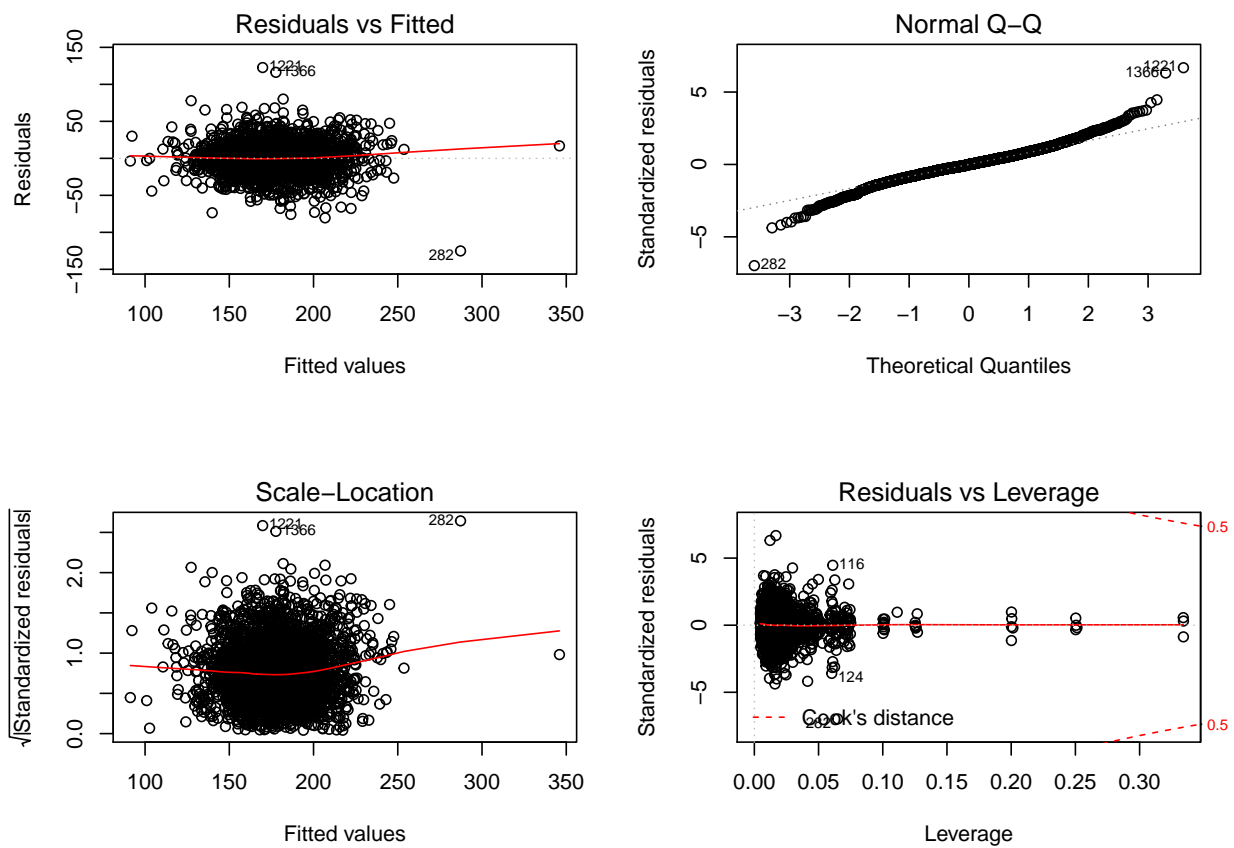 Residuals vs Fitted
Residuals
−150
−50
50
150
1221
1366
282
100 150 200 250 300 350
Fitted values
Normal Q−Q
Standardized residuals
−5
0
5
1221
1366
282
−3 −2 −1 0 1 2 3
Theoretical Quantiles
Scale−Location
√|Standardized residuals|
0.0
1.0
2.0
1221
1366
282
100 150 200 250 300 350
Fitted values
Residuals vs Leverage
Standardized residuals
−5
0
5
0.5
116
124
0.5
Cook's distance
282
0.00 0.05 0.10 0.15 0.20 0.25 0.30
Leverage